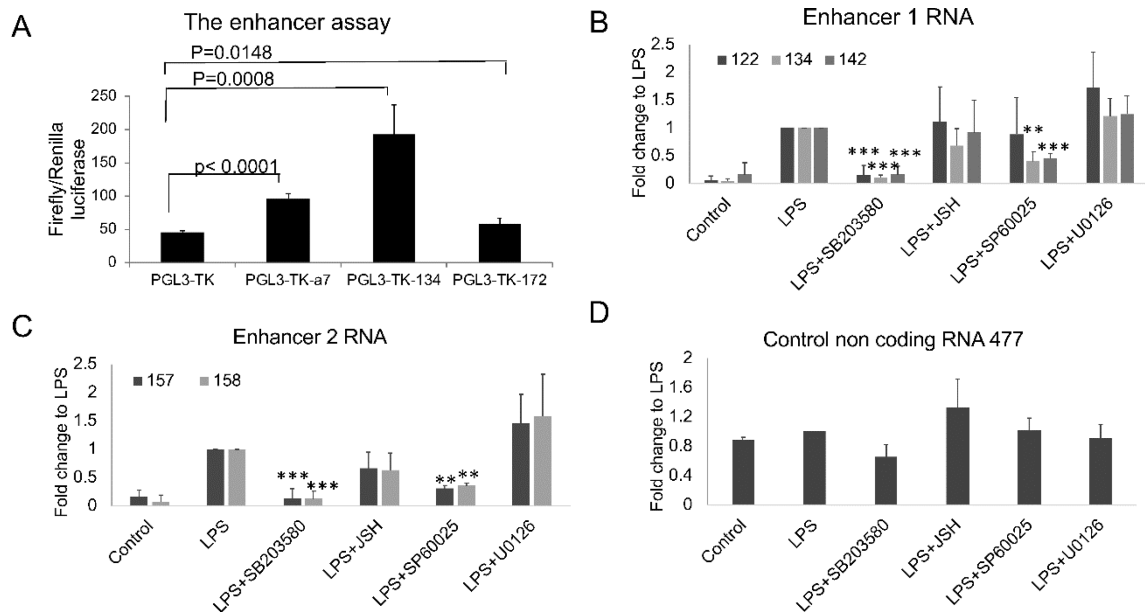 A
The enhancer assay
P=0.0148
P=0.0008
p< 0.0001
Firefly/Renilla
luciferase
250
200
150
100
50
0
PGL3-TK
PGL3-TK-a7
PGL3-TK-134
PGL3-TK-172
B
Enhancer 1 RNA
Fold change to LPS
2.5
2
1.5
1
0.5
0
122
134
142
***
***
***
**
***
Control
LPS
LPS+SB203580
LPS+JSH
LPS+SP60025
LPS+U0126
C
Enhancer 2 RNA
Fold change to LPS
2.5
2
1.5
1
0.5
0
157
158
***
***
**
**
Control
LPS
LPS+SB203580
LPS+JSH
LPS+SP60025
LPS+U0126
D
Control non coding RNA 477
Fold change to LPS
2
1.6
1.2
0.8
0.4
0
Control
LPS
LPS+SB203580
LPS+JSH
LPS+SP60025
LPS+U0126